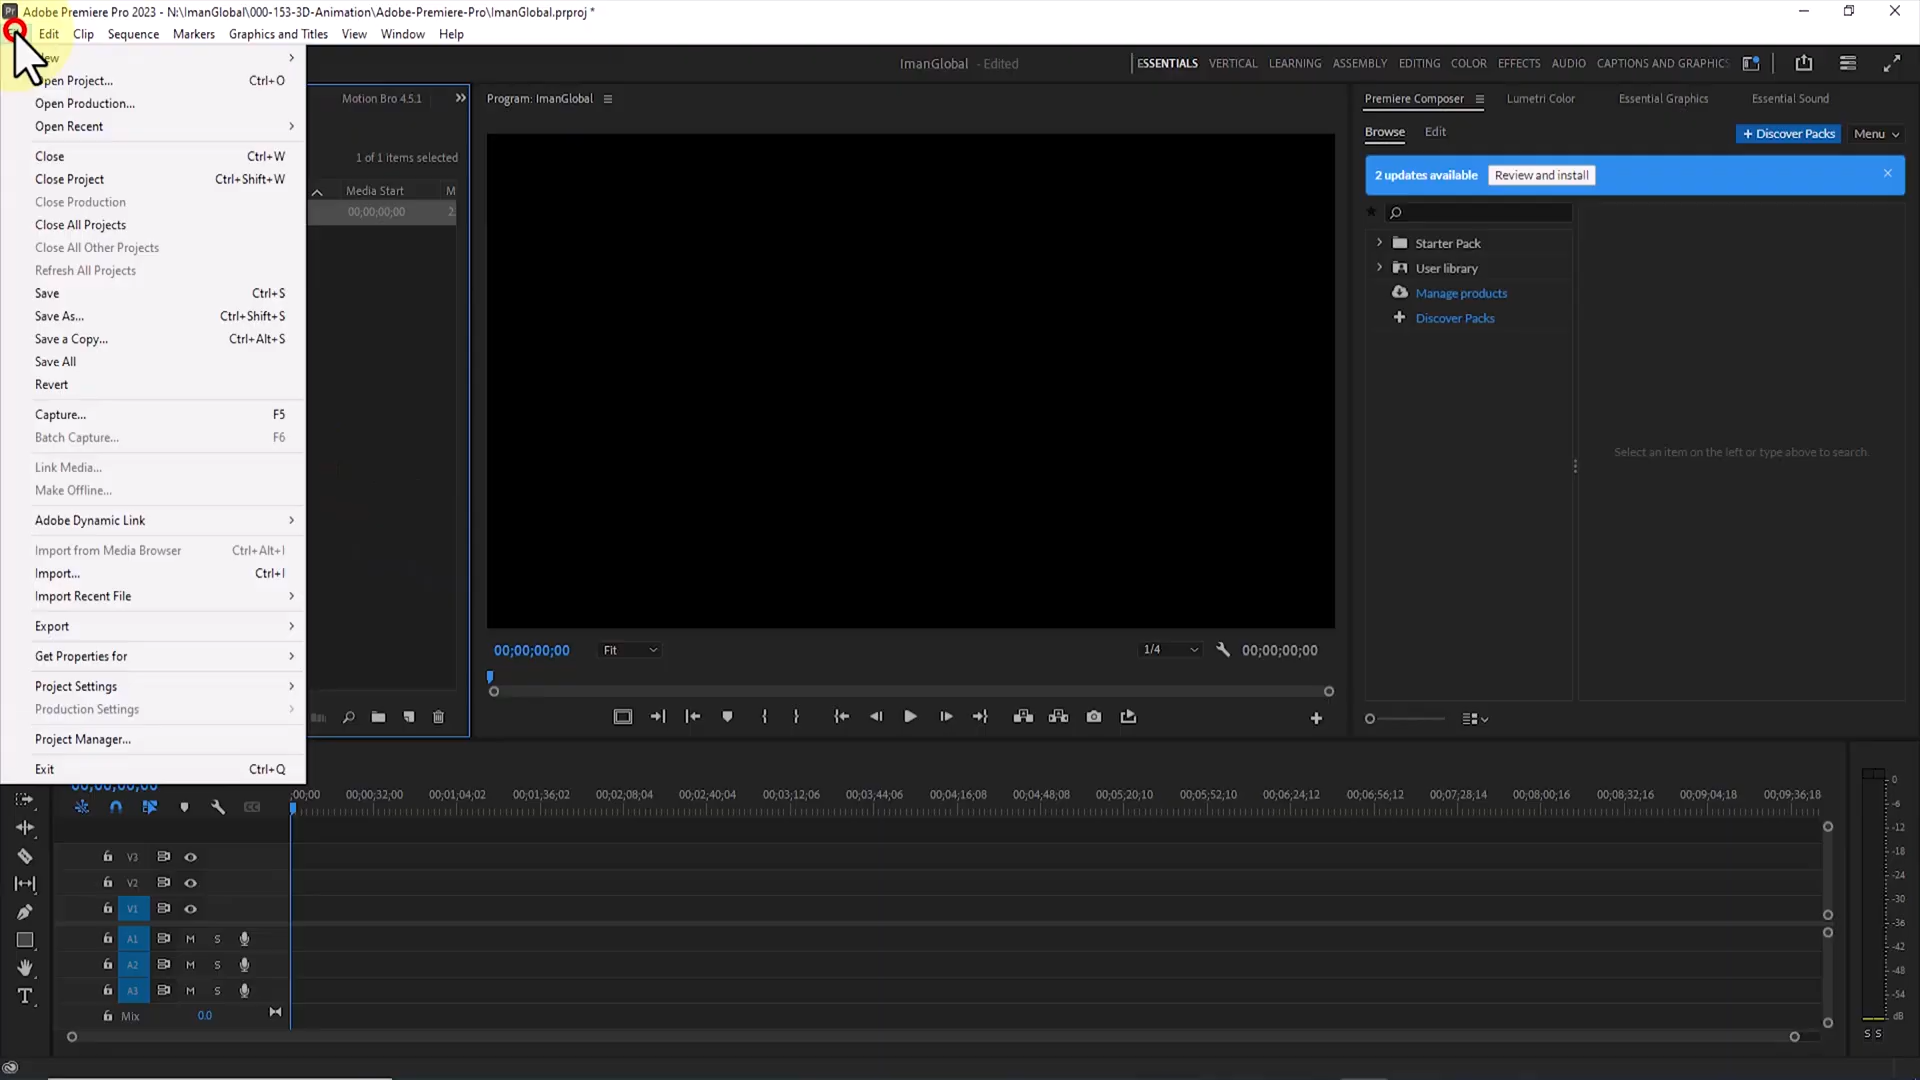 Adobe Premiere Pro 2023 - N:\ImanGlobal\000-153-3D-Animation\Adobe-Premiere-Pro\ImanGlobal.prproj *
Edit Clip Sequence Markers Graphics and Titles View Window Help
Open Project... Ctrl+O
Open Production...
Open Recent
Close Ctrl+W
Close Project Ctrl+Shift+W
Close Production
Close All Projects
Close All Other Projects
Refresh All Projects
Save Ctrl+S
Save As... Ctrl+Shift+S
Save a Copy... Ctrl+Alt+S
Save All
Revert
Capture... F5
Batch Capture... F6
Link Media...
Make Offline...
Adobe Dynamic Link
Import from Media Browser Ctrl+Alt+I
Import... Ctrl+I
Import Recent File
Export
Get Properties for
Project Settings
Production Settings
Project Manager...
Exit Ctrl+Q
ImanGlobal - Edited
ESSENTIALS VERTICAL LEARNING ASSEMBLY EDITING COLOR EFFECTS AUDIO CAPTIONS AND GRAPHICS
Motion Bro 4.5.1
1 of 1 items selected
Media Start M
00;00;00;00 2
Program: ImanGlobal
00;00;00;00 Fit 1/4 00;00;00;00
Premiere Composer Lumetri Color Essential Graphics Essential Sound
Browse Edit + Discover Packs Menu
2 updates available Review and install
Starter Pack
User library
Manage products
Discover Packs
Select an item on the left or type above to search.
;00;00 00;00;32;00 00;01;04;02 00;01;36;02 00;02;08;04 00;02;40;04 00;03;12;06 00;03;44;06 00;04;16;08 00;04;48;08 00;05;20;10 00;05;52;10 00;06;24;12 00;06;56;12 00;07;28;14 00;08;00;16 00;08;32;16 00;09;04;18 00;09;36;18
V3
V2
V1
A1 M S
A2 M S
A3 M S
Mix 0.0
0
-6
-12
-18
-24
-30
-36
-42
-48
-54
dB
S S